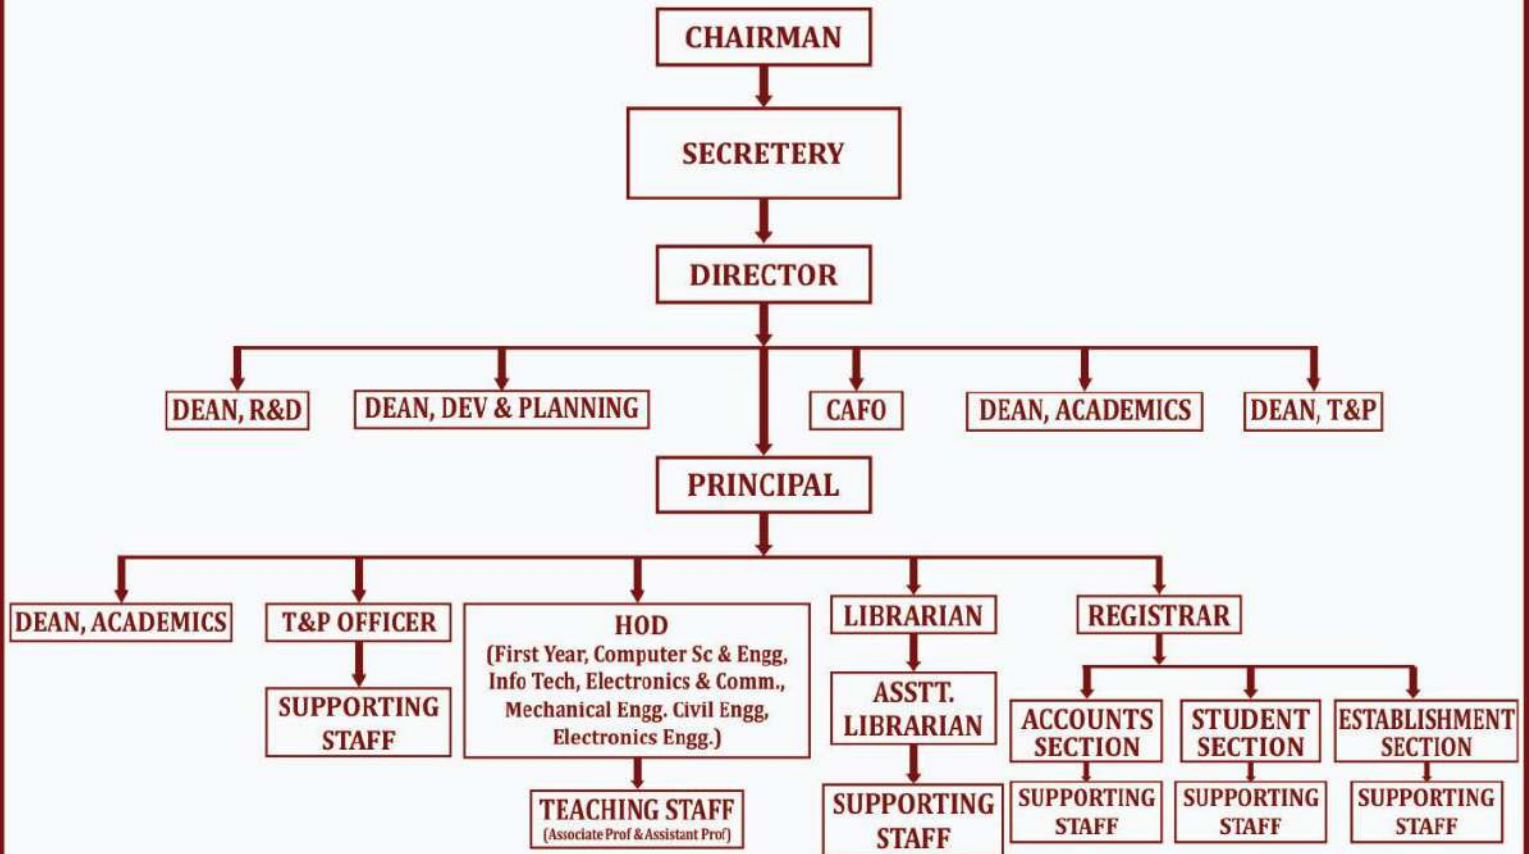 CHAIRMAN
SECRETERY
DIRECTOR
DEAN, R&D
DEAN, DEV & PLANNING
CAFO
DEAN, ACADEMICS
DEAN, T&P
PRINCIPAL
DEAN, ACADEMICS
T&P OFFICER
SUPPORTING
STAFF
HOD
(First Year, Computer Sc & Engg,
Info Tech, Electronics & Comm.,
Mechanical Engg. Civil Engg,
Electronics Engg.)
TEACHING STAFF
(Associate Prof & Assistant Prof)
LIBRARIAN
ASSTT.
LIBRARIAN
SUPPORTING
STAFF
REGISTRAR
ACCOUNTS
SECTION
SUPPORTING
STAFF
STUDENT
SECTION
SUPPORTING
STAFF
ESTABLISHMENT
SECTION
SUPPORTING
STAFF